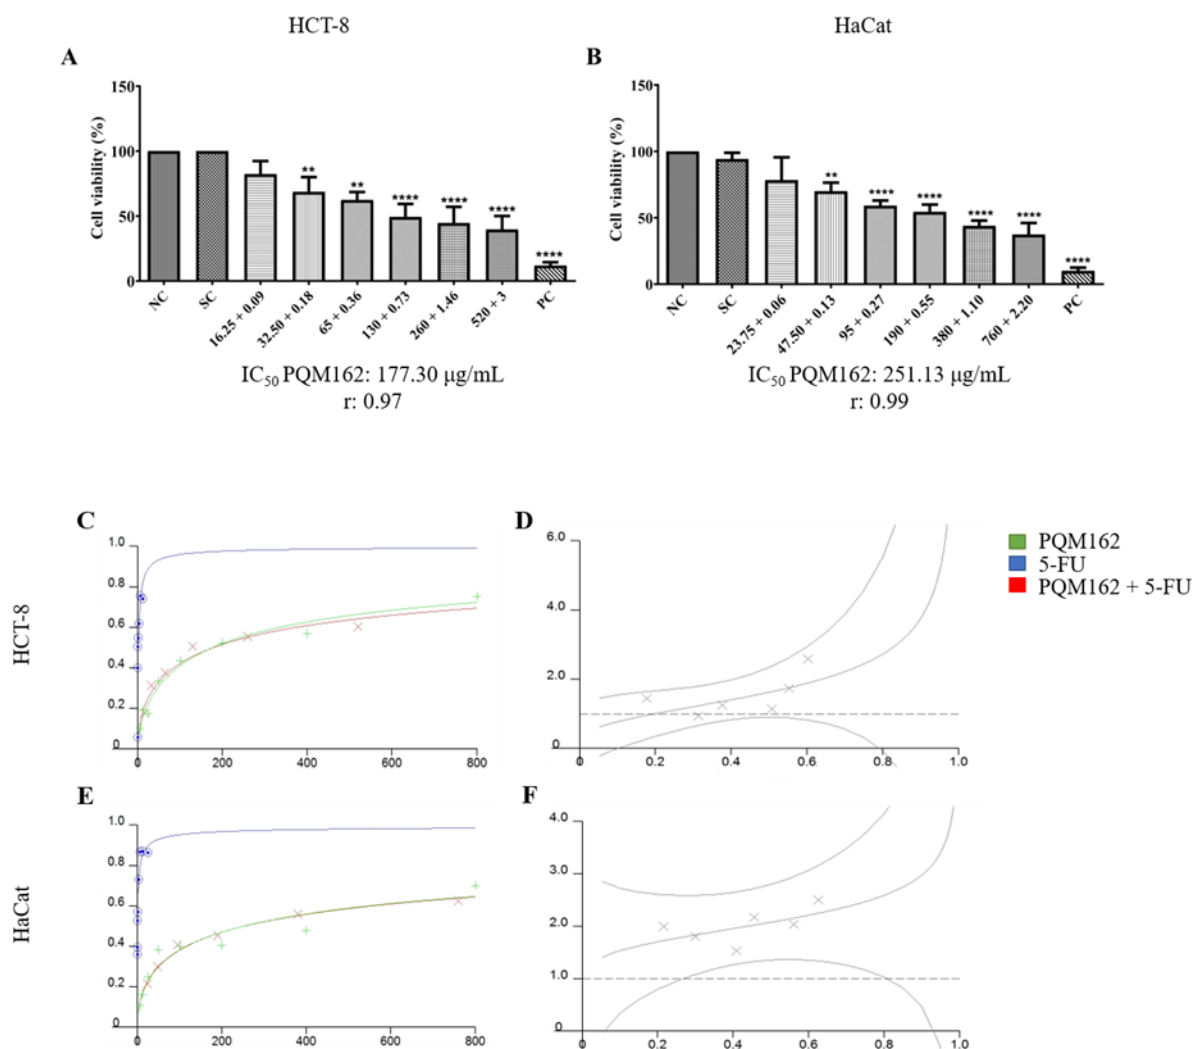 HCT-8
HaCat
A
B
Cell viability (%)
150
100
50
0
**
**
****
****
****
****
NC
SC
16.25 + 0.09
32.50 + 0.18
65 + 0.36
130 + 0.73
260 + 1.46
520 + 3
PC
IC50 PQM162: 177.30 μg/mL
r: 0.97
Cell viability (%)
150
100
50
0
**
****
****
****
****
****
NC
SC
23.75 + 0.06
47.50 + 0.13
95 + 0.27
190 + 0.55
380 + 1.10
760 + 2.20
PC
IC50 PQM162: 251.13 μg/mL
r: 0.99
HCT-8
C
1.0
0.8
0.6
0.4
0.2
0
0
200
400
600
800
D
6.0
4.0
2.0
1.0
0
0
0.2
0.4
0.6
0.8
1.0
PQM162
5-FU
PQM162 + 5-FU
HaCat
E
1.0
0.8
0.6
0.4
0.2
0
0
200
400
600
800
F
4.0
3.0
2.0
1.0
0
0
0.2
0.4
0.6
0.8
1.0